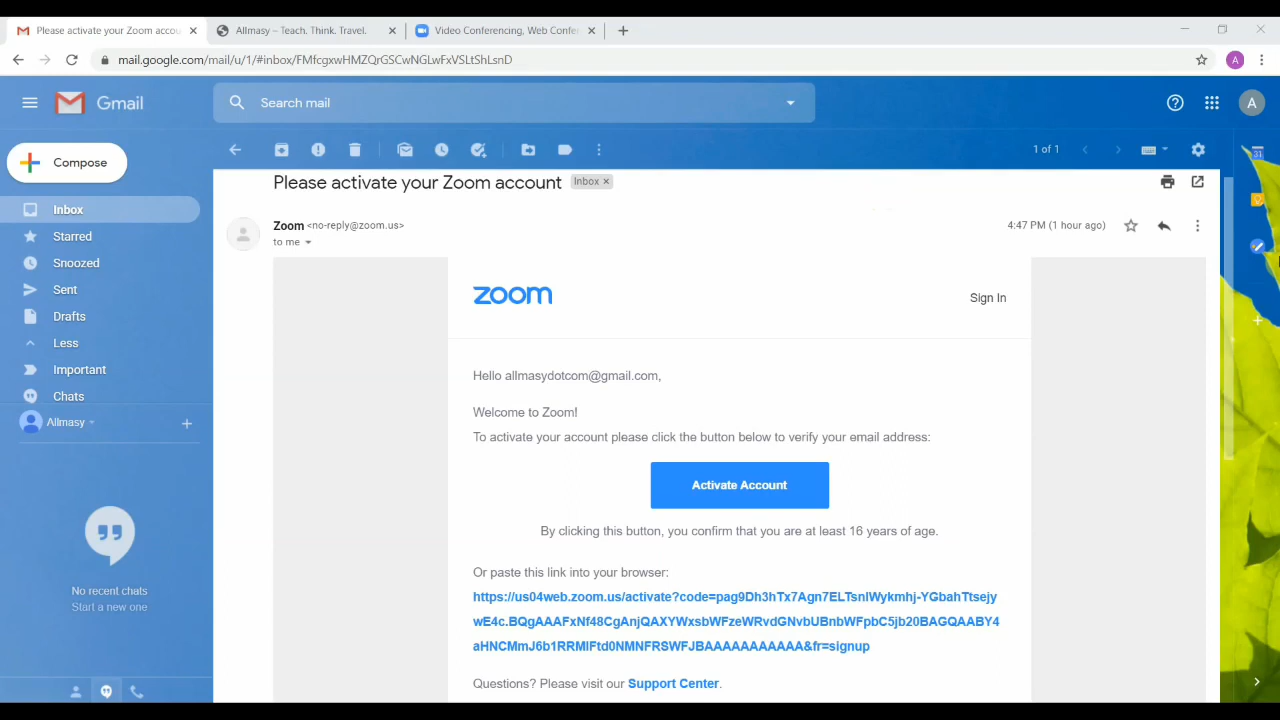 Please activate your Zoom accou
Allmasy – Teach. Think. Travel.
Video Conferencing, Web Confe
mail.google.com/mail/u/1/#inbox/FMfcgxwHMZQrGSCwNGLwFxVSLtShLsnD
A
Gmail
Search mail
A
Compose
1 of 1
31
Please activate your Zoom account
Inbox
Inbox
Starred
Snoozed
Sent
Drafts
Less
Important
Chats
Allmasy
No recent chats
Start a new one
Zoom <no-reply@zoom.us>
4:47 PM (1 hour ago)
to me
zoom
Sign In
Hello allmasydotcom@gmail.com,
Welcome to Zoom!
To activate your account please click the button below to verify your email address:
Activate Account
By clicking this button, you confirm that you are at least 16 years of age.
Or paste this link into your browser:
https://us04web.zoom.us/activate?code=pag9Dh3hTx7Agn7ELTsnlWykmhj-YGbahTtsejy
wE4c.BQgAAAFxNf48CgAnjQAXYWxsbWFzeWRvdGNvbUBnbWFpbC5jb20BAGQAABY4
aHNCMmJ6b1RRMlFtd0NMNFRSWFJBAAAAAAAAAAA&fr=signup
Questions? Please visit our Support Center.